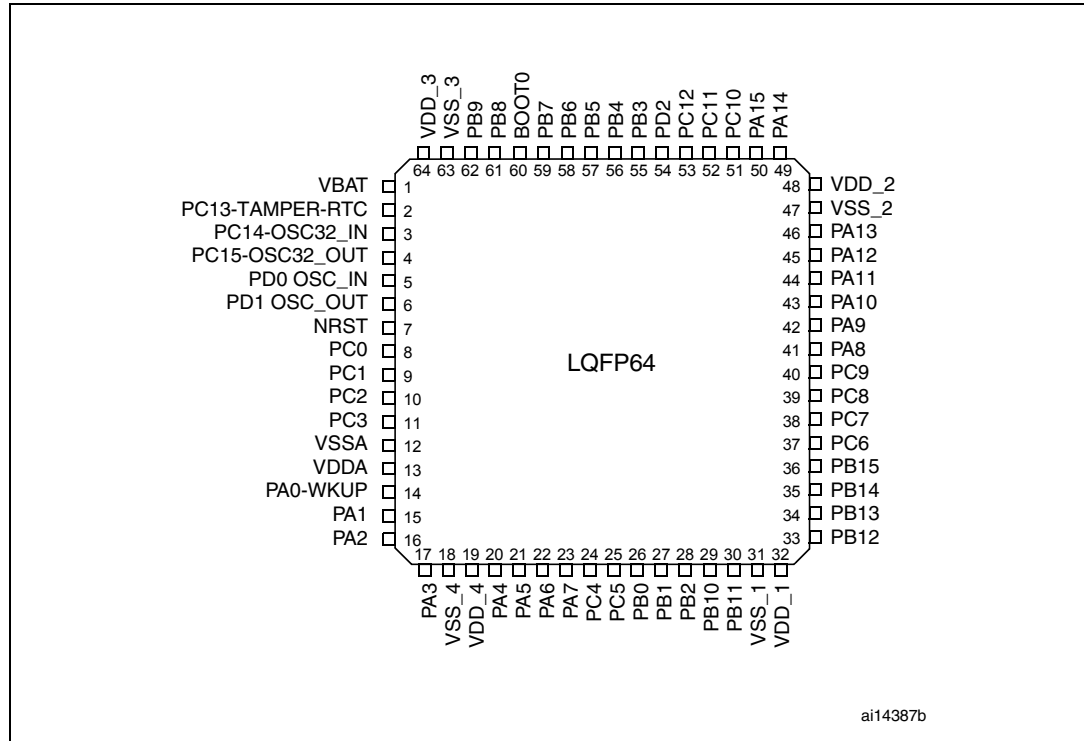 VDD_3
VSS_3
PB9
PB8
BOOT0
PB7
PB6
PB5
PB4
PB3
PD2
PC12
PC11
PC10
PA15
PA14
64 63 62 61 60 59 58 57 56 55 54 53 52 51 50 49
VBAT 1
PC13-TAMPER-RTC 2
PC14-OSC32_IN 3
PC15-OSC32_OUT 4
PD0 OSC_IN 5
PD1 OSC_OUT 6
NRST 7
PC0 8
PC1 9
PC2 10
PC3 11
VSSA 12
VDDA 13
PA0-WKUP 14
PA1 15
PA2 16
LQFP64
48 VDD_2
47 VSS_2
46 PA13
45 PA12
44 PA11
43 PA10
42 PA9
41 PA8
40 PC9
39 PC8
38 PC7
37 PC6
36 PB15
35 PB14
34 PB13
33 PB12
17 18 19 20 21 22 23 24 25 26 27 28 29 30 31 32
PA3
VSS_4
VDD_4
PA4
PA5
PA6
PA7
PC4
PC5
PB0
PB1
PB2
PB10
PB11
VSS_1
VDD_1
ai14387b